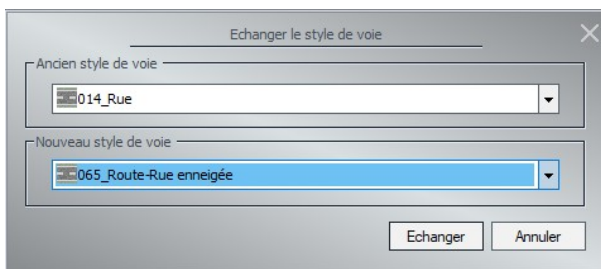 Echanger le style de voie
Ancien style de voie
014_Rue
Nouveau style de voie
065_Route-Rue enneigée
Echanger
Annuler